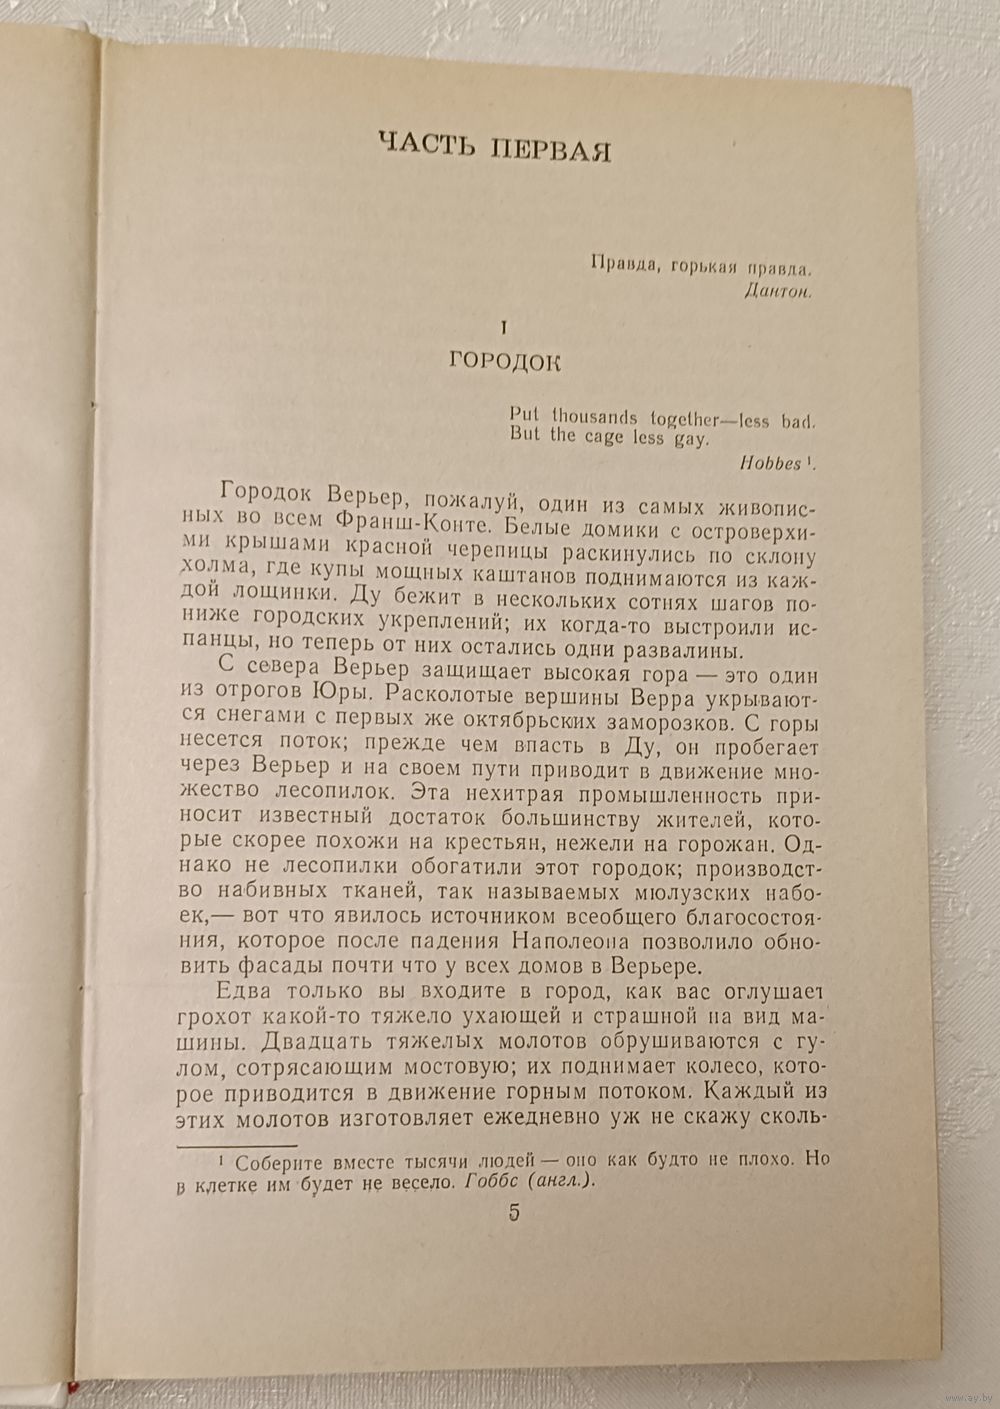 ЧАСТЬ ПЕРВАЯ
Правда, горькая правда.
Дантон.
I
ГОРОДОК
Put thousands together—less bad.
But the cage less gay.
Hobbes ¹.
Городок Верьер, пожалуй, один из самых живопис-
ных во всем Франш-Конте. Белые домики с островерхи-
ми крышами красной черепицы раскинулись по склону
холма, где купы мощных каштанов поднимаются из каж-
дой лощинки. Ду бежит в нескольких сотнях шагов по-
ниже городских укреплений; их когда-то выстроили ис-
панцы, но теперь от них остались одни развалины.
С севера Верьер защищает высокая гора — это один
из отрогов Юры. Расколотые вершины Верра укрывают-
ся снегами с первых же октябрьских заморозков. С горы
несется поток; прежде чем впасть в Ду, он пробегает
через Верьер и на своем пути приводит в движение мно-
жество лесопилок. Эта нехитрая промышленность при-
носит известный достаток большинству жителей, кото-
рые скорее похожи на крестьян, нежели на горожан. Од-
нако не лесопилки обогатили этот городок; производст-
во набивных тканей, так называемых мюлузских набо-
ек,— вот что явилось источником всеобщего благосостоя-
ния, которое после падения Наполеона позволило обно-
вить фасады почти что у всех домов в Верьере.
Едва только вы входите в город, как вас оглушает
грохот какой-то тяжело ухающей и страшной на вид ма-
шины. Двадцать тяжелых молотов обрушиваются с гу-
лом, сотрясающим мостовую; их поднимает колесо, кото-
рое приводится в движение горным потоком. Каждый из
этих молотов изготовляет ежедневно уж не скажу сколь-
¹ Соберите вместе тысячи людей — оно как будто не плохо. Но
в клетке им будет не весело. Гоббс (англ.).
5
www.ay.by